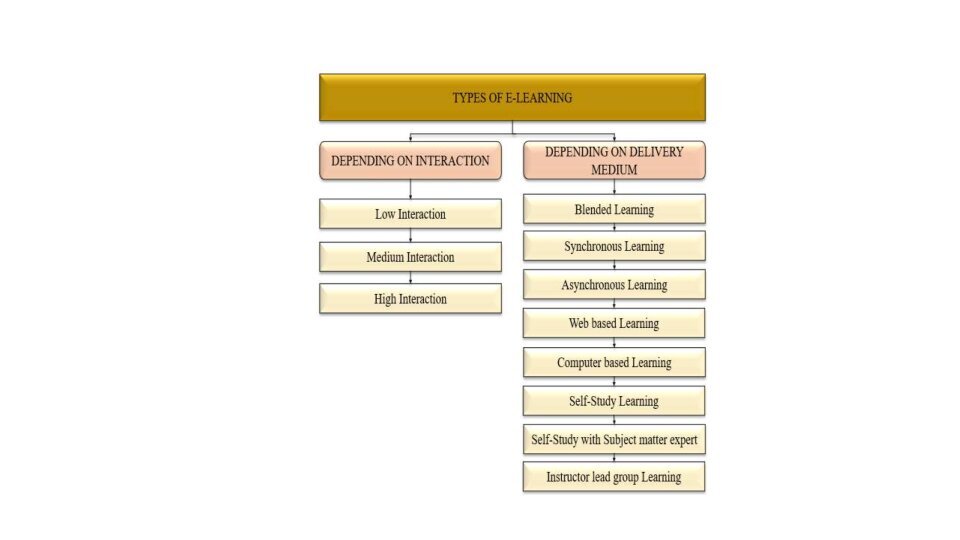 TYPES OF E-LEARNING
DEPENDING ON INTERACTION
Low Interaction
Medium Interaction
High Interaction
DEPENDING ON DELIVERY
MEDIUM
Blended Learning
Synchronous Learning
Asynchronous Learning
Web based Learning
Computer based Learning
Self-Study Learning
Self-Study with Subject matter expert
Instructor lead group Learning